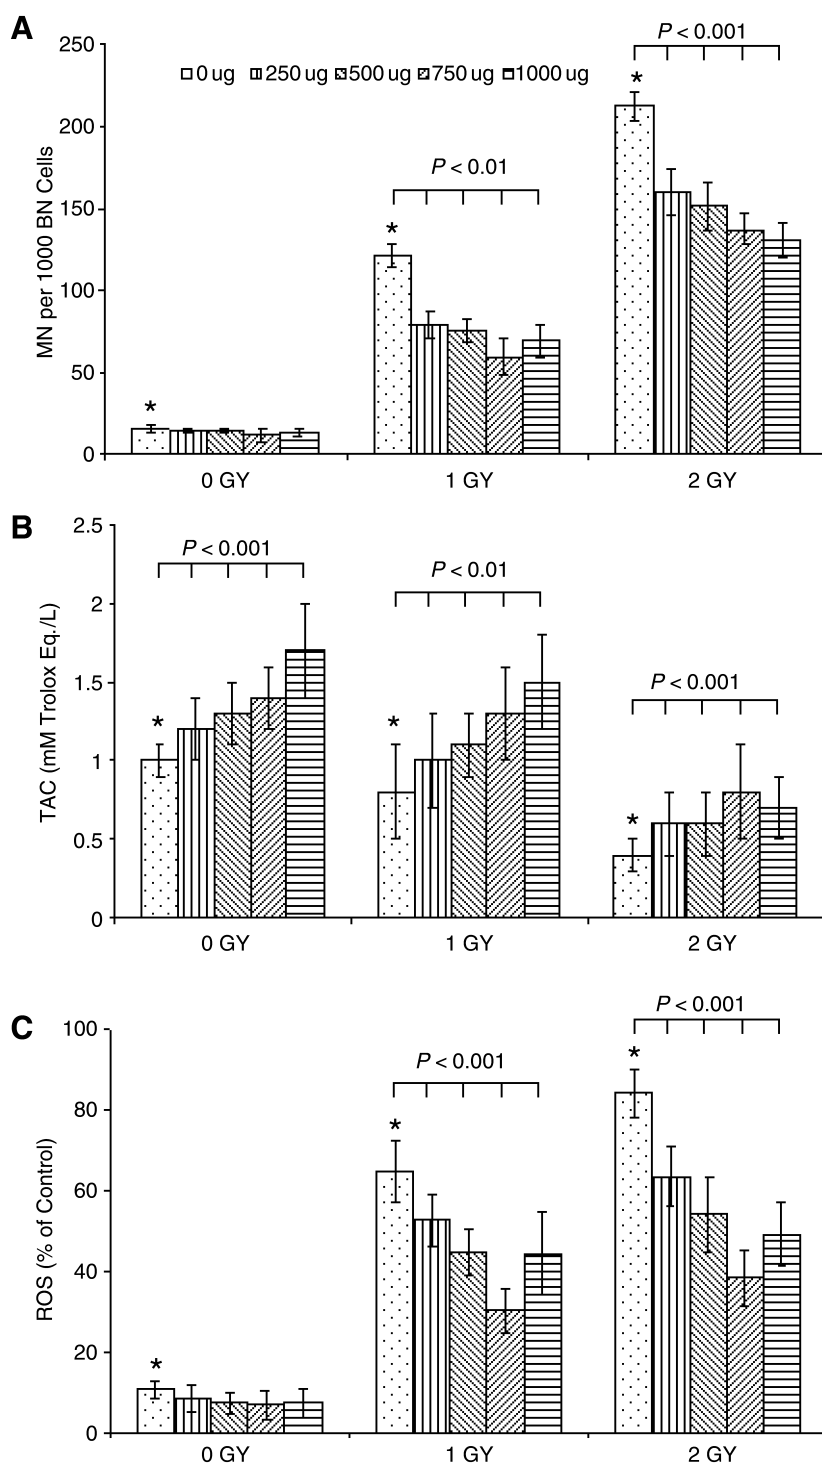 A
P < 0.001
250
0 ug 250 ug 500 ug 750 ug 1000 ug
200
P < 0.01
*
*
150
MN per 1000 BN Cells
100
50
*
0
0 GY 1 GY 2 GY
B
2.5
P < 0.001
P < 0.01
2
TAC (mM Trolox Eq./L)
P < 0.001
1.5
* *
1
*
0.5
0
0 GY 1 GY 2 GY
C
P < 0.001
100
P < 0.001
*
80
*
ROS (% of Control)
60
40
20
*
0
0 GY 1 GY 2 GY